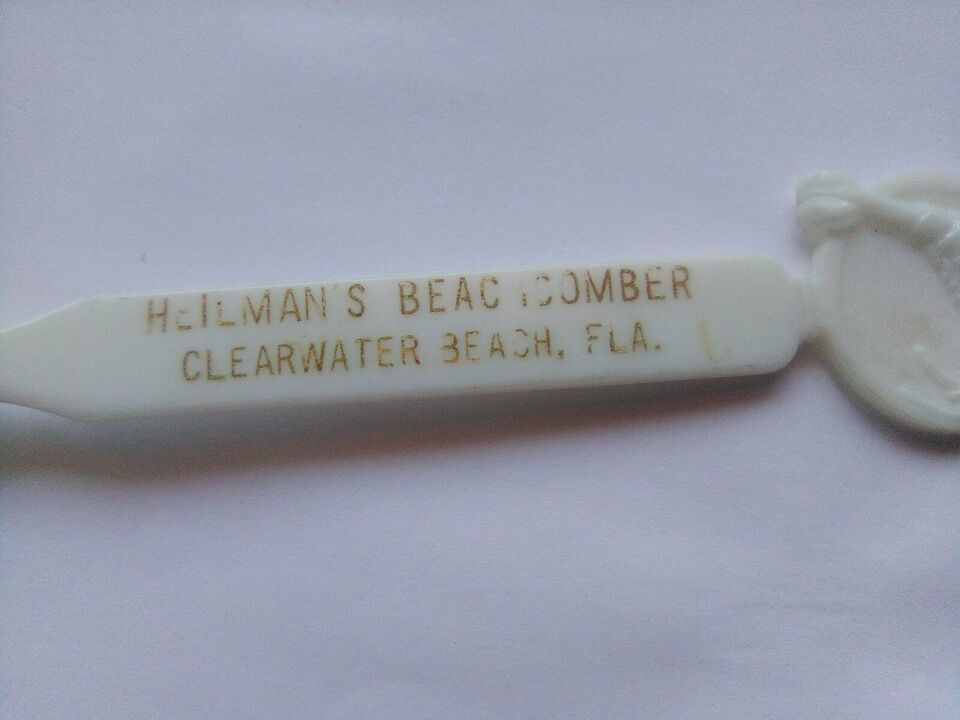 HEILMAN'S BEACHCOMBER
CLEARWATER BEACH, FLA.